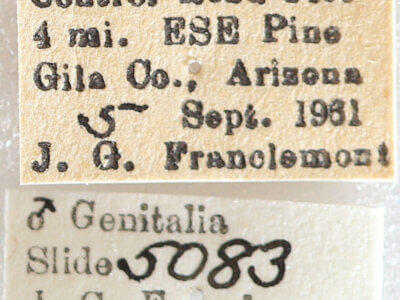 4 mi. ESE Pine
Gila Co., Arizona
5 Sept. 1961
J. G. Franclemont
♂ Genitalia
Slide 5083